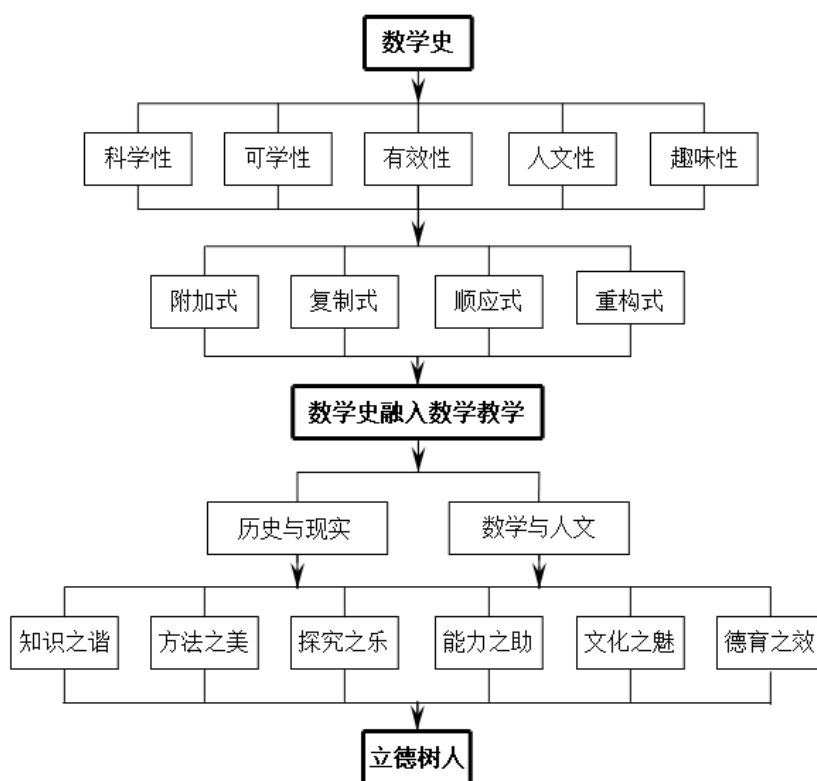 数学史
科学性
可学性
有效性
人文性
趣味性
附加式
复制式
顺应式
重构式
数学史融入数学教学
历史与现实
数学与人文
知识之谐
方法之美
探究之乐
能力之助
文化之魅
德育之效
立德树人